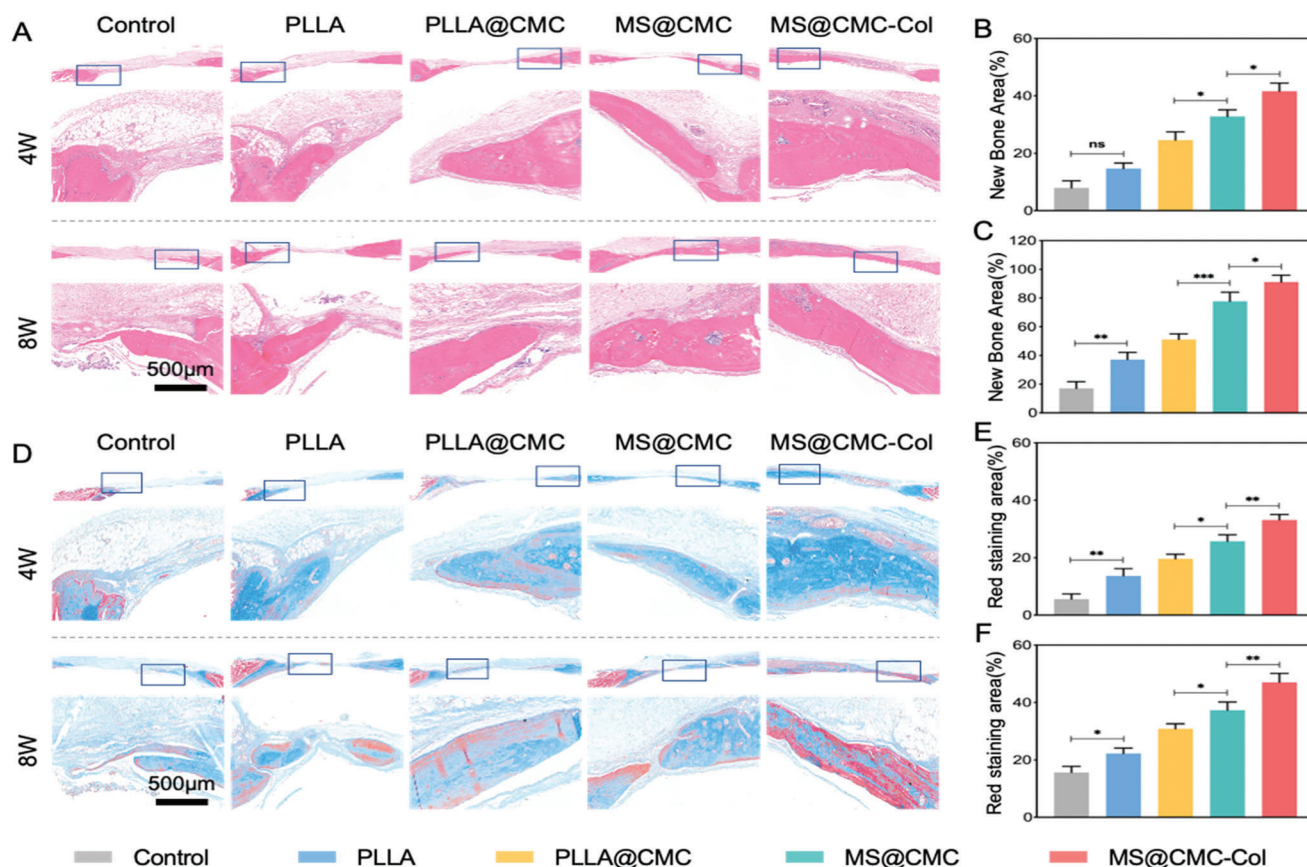 A
Control PLLA PLLA@CMC MS@CMC MS@CMC-Col
4W
8W
500μm
B
New Bone Area(%)
60
40
20
0
ns
*
*
C
New Bone Area(%)
120
100
80
60
40
20
0
**
***
*
D
Control PLLA PLLA@CMC MS@CMC MS@CMC-Col
4W
8W
500μm
E
Red staining area(%)
60
40
20
0
**
*
**
F
Red staining area(%)
60
40
20
0
*
*
**
Control PLLA PLLA@CMC MS@CMC MS@CMC-Col